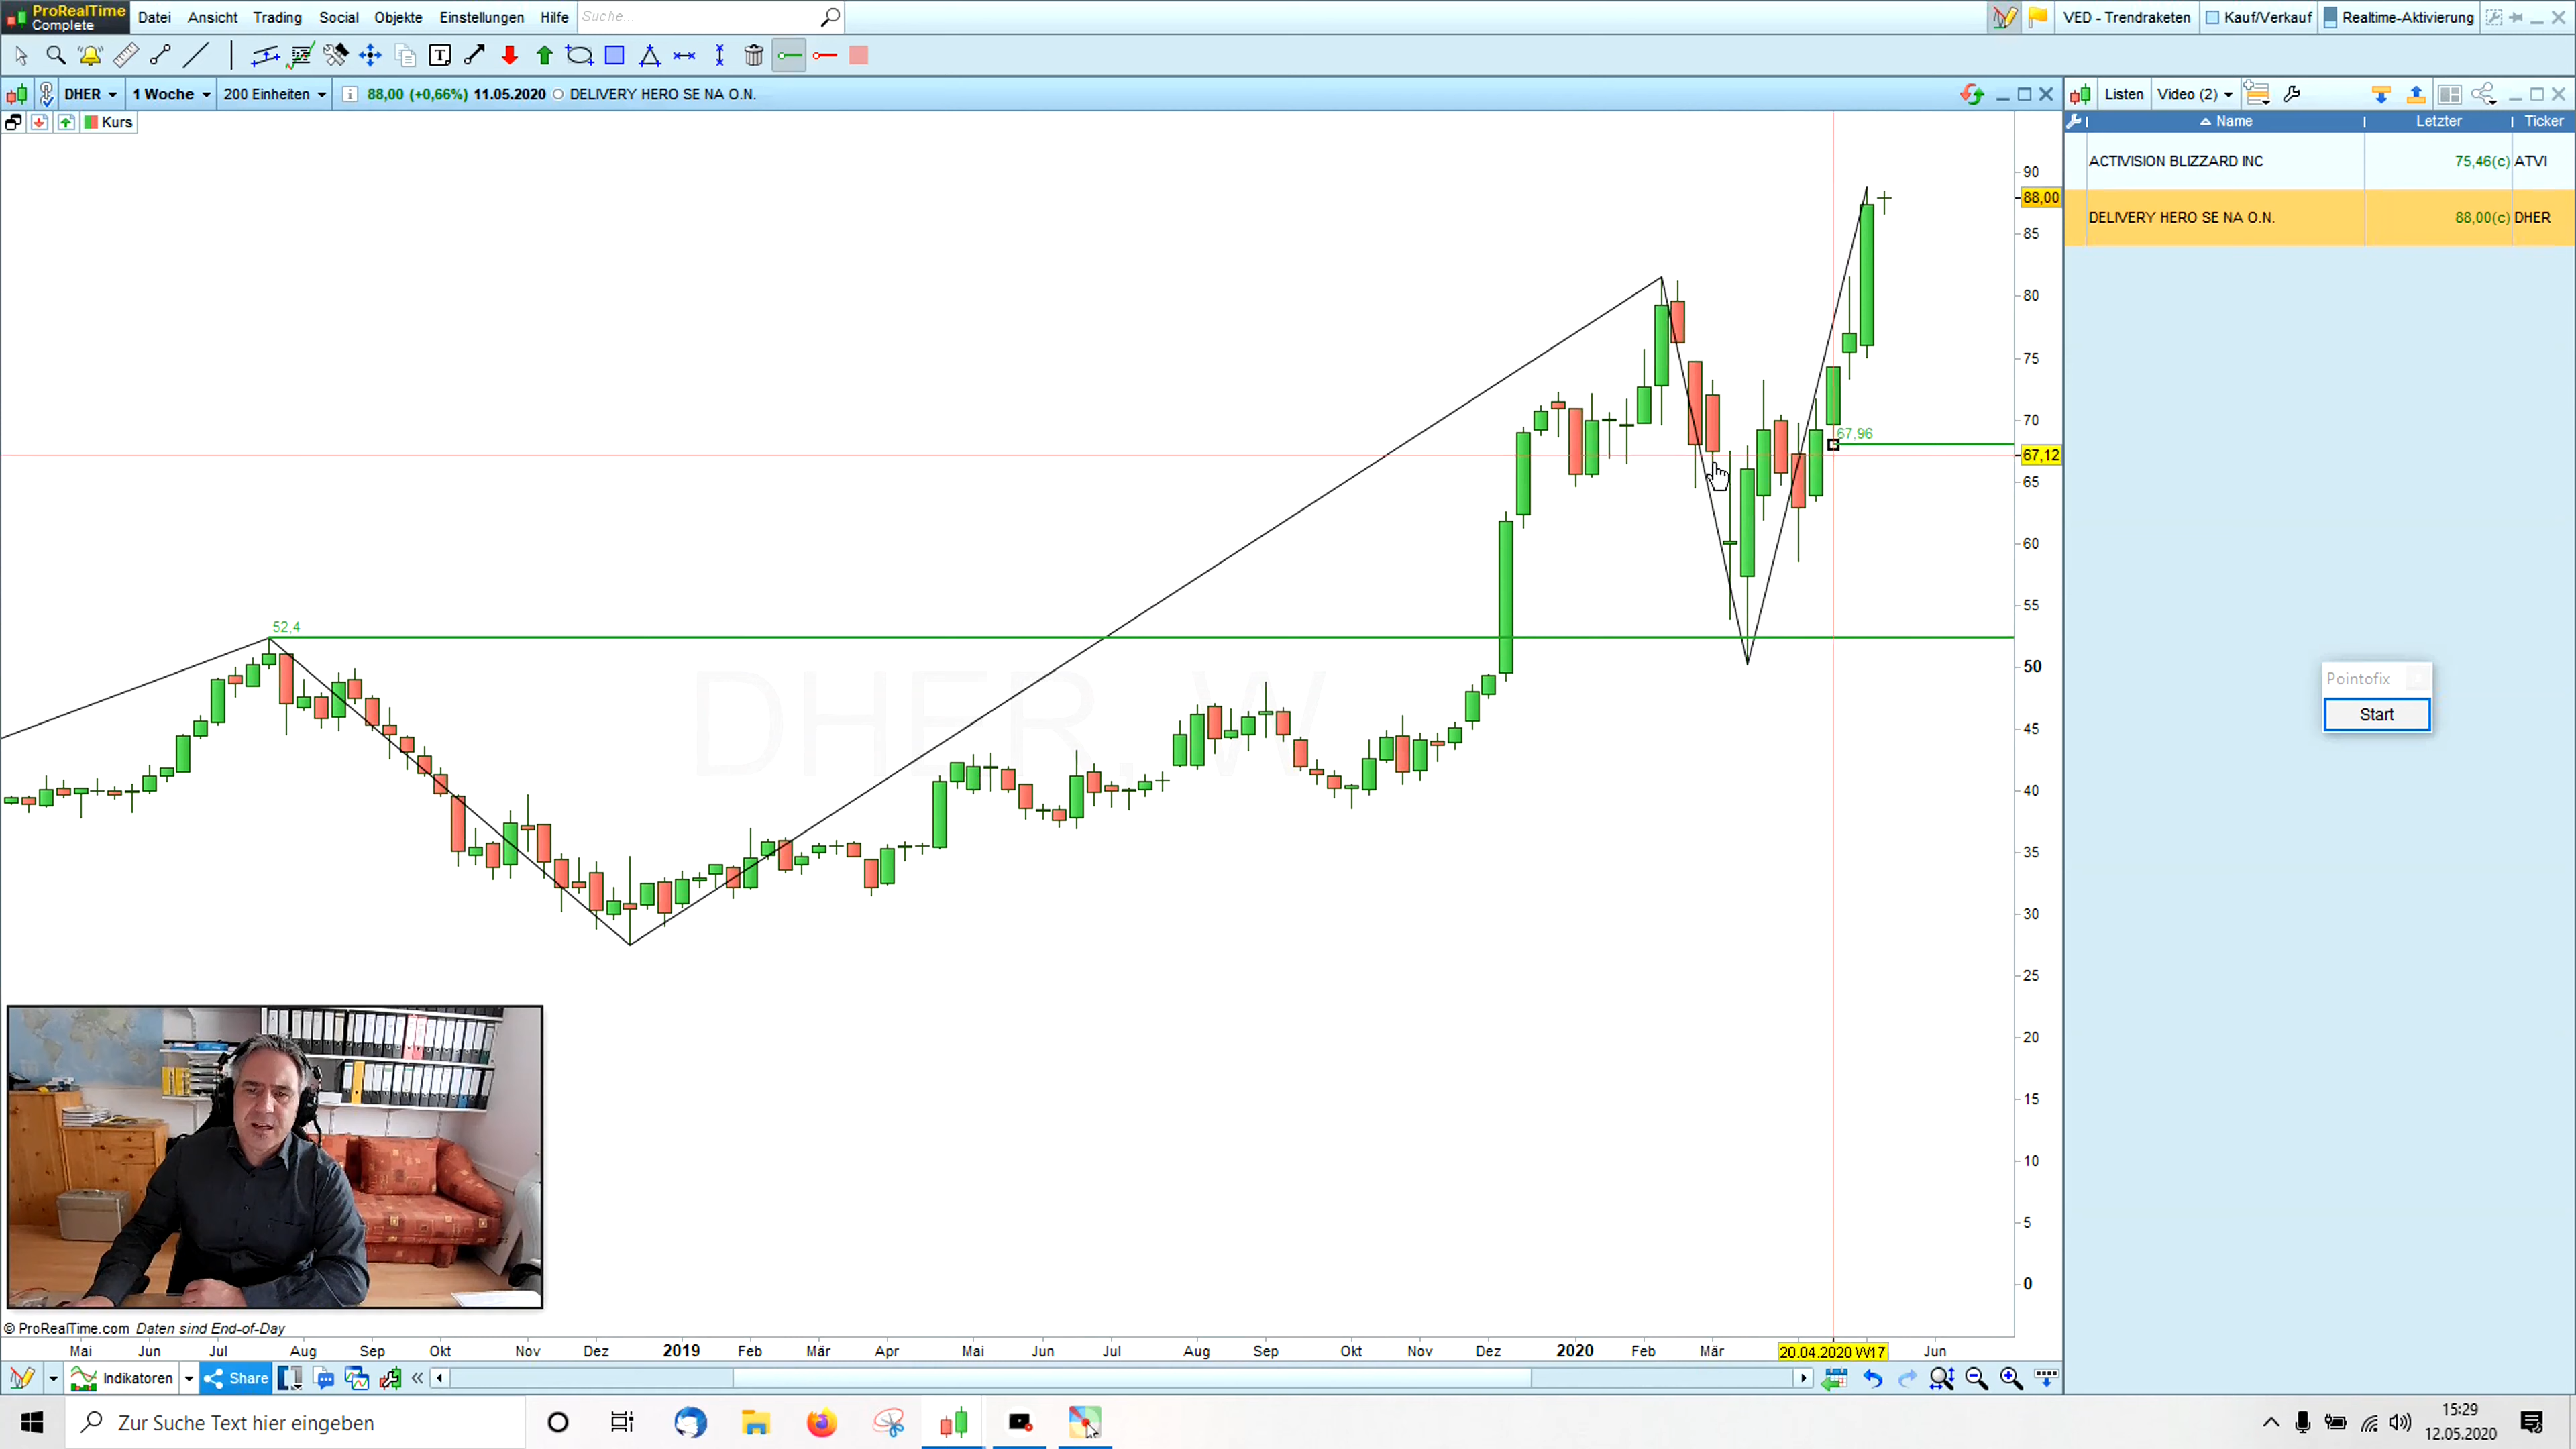 ProRealTime Complete Datei Ansicht Trading Social Objekte Einstellungen Hilfe Suche... VED - Trendraketen Kauf/Verkauf Realtime-Aktivierung
DHER 1 Woche 200 Einheiten 88,00 (+0,66%) 11.05.2020 DELIVERY HERO SE NA O.N. Listen Video (2)
Kurs
Name Letzter Ticker
ACTIVISION BLIZZARD INC 75,46(c) ATVI
DELIVERY HERO SE NA O.N. 88,00(c) DHER
90
88,00
85
80
75
70
67,96
67,12
65
60
55
52,4
50
DHER, W
45
40
35
30
25
20
15
10
5
0
Pointofix
Start
© ProRealTime.com Daten sind End-of-Day
Mai Jun Jul Aug Sep Okt Nov Dez 2019 Feb Mär Apr Mai Jun Jul Aug Sep Okt Nov Dez 2020 Feb Mär 20.04.2020 W17 Jun
Indikatoren Share
Zur Suche Text hier eingeben
15:29
12.05.2020